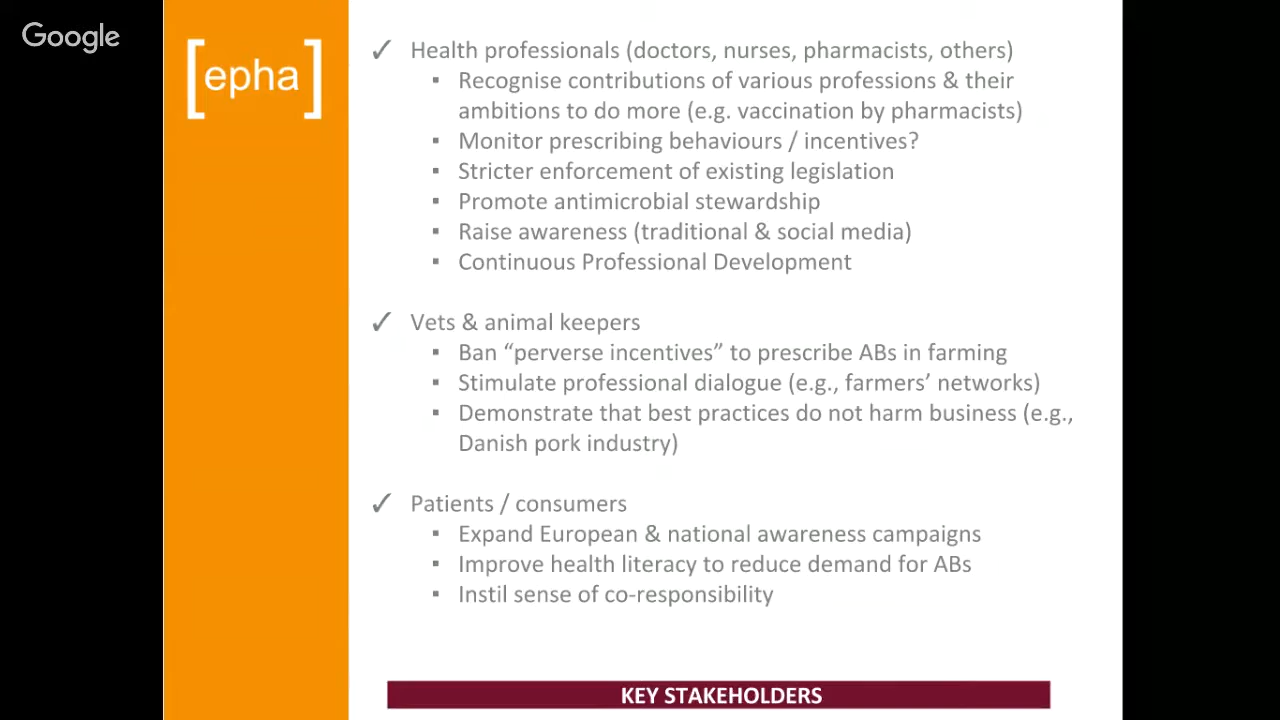 Google
[epha]
✓ Health professionals (doctors, nurses, pharmacists, others)
▪ Recognise contributions of various professions & their
ambitions to do more (e.g. vaccination by pharmacists)
▪ Monitor prescribing behaviours / incentives?
▪ Stricter enforcement of existing legislation
▪ Promote antimicrobial stewardship
▪ Raise awareness (traditional & social media)
▪ Continuous Professional Development
✓ Vets & animal keepers
▪ Ban “perverse incentives” to prescribe ABs in farming
▪ Stimulate professional dialogue (e.g., farmers’ networks)
▪ Demonstrate that best practices do not harm business (e.g.,
Danish pork industry)
✓ Patients / consumers
▪ Expand European & national awareness campaigns
▪ Improve health literacy to reduce demand for ABs
▪ Instil sense of co-responsibility
KEY STAKEHOLDERS